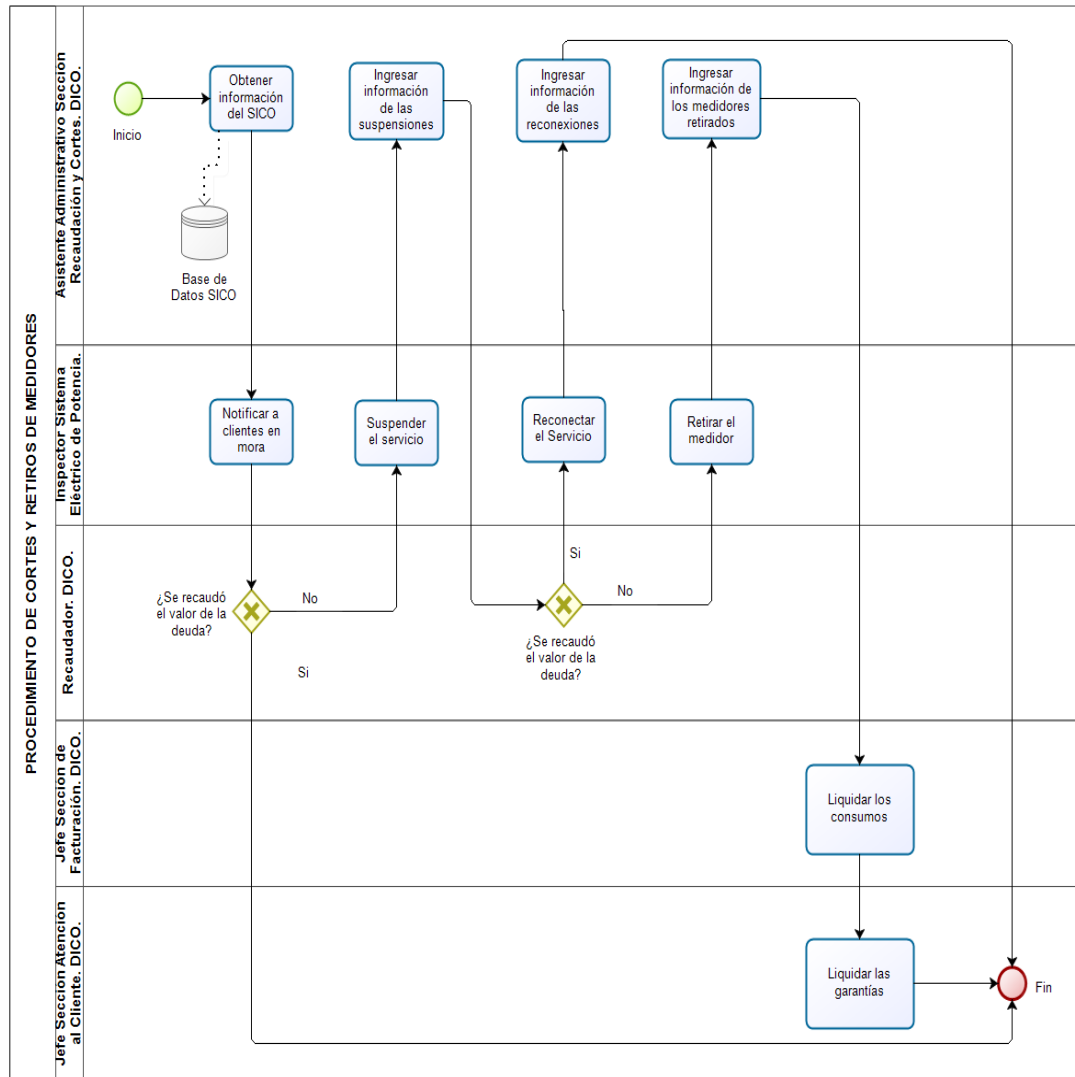 PROCEDIMIENTO DE CORTES Y RETIROS DE MEDIDORES
Asistente Administrativo Sección
Recaudación y Cortes. DICO.
Inicio
Obtener
información
del SICO
Base de
Datos SICO
Ingresar
información
de las
suspensiones
Ingresar
información
de las
reconexiones
Ingresar
información de
los medidores
retirados
Inspector Sistema
Eléctrico de Potencia.
Notificar a
clientes en
mora
Suspender
el servicio
Reconectar
el Servicio
Retirar el
medidor
Recaudador. DICO.
¿Se recaudó
el valor de la
deuda?
No
Si
Si
No
¿Se recaudó
el valor de la
deuda?
Jefe Sección de
Facturación. DICO.
Liquidar los
consumos
Jefe Sección Atención
al Cliente. DICO.
Liquidar las
garantías
Fin